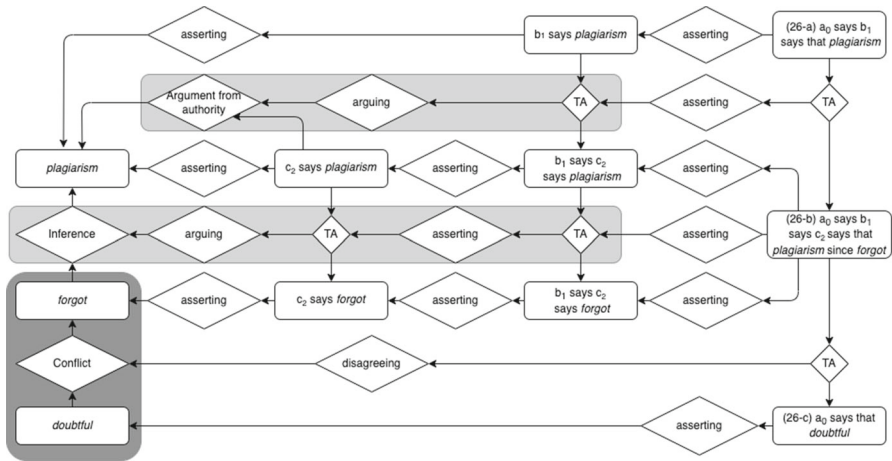 asserting
b₁ says plagiarism
asserting
(26-a) a₀ says b₁
says that plagiarism
Argument from
authority
arguing
TA
asserting
TA
plagiarism
asserting
c₂ says plagiarism
asserting
b₁ says c₂
says plagiarism
asserting
Inference
arguing
TA
asserting
TA
asserting
(26-b) a₀ says b₁
says c₂ says that
plagiarism since forgot
forgot
asserting
c₂ says forgot
asserting
b₁ says c₂
says forgot
asserting
Conflict
disagreeing
TA
doubtful
asserting
(26-c) a₀ says that
doubtful